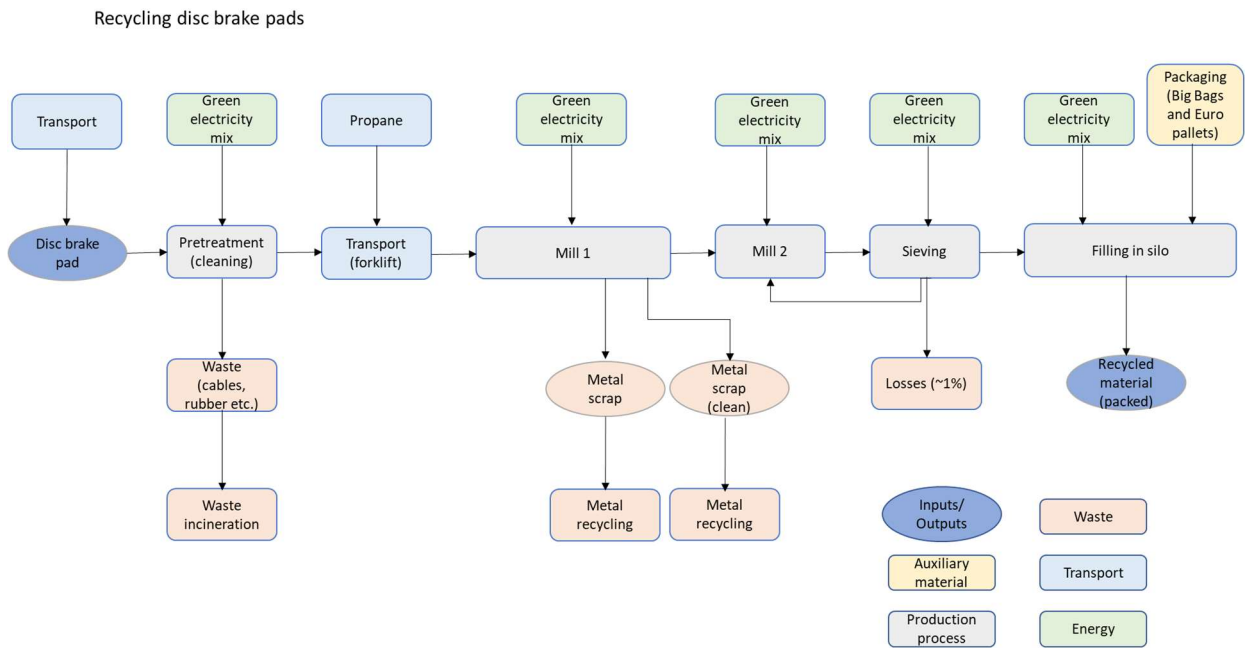 Recycling disc brake pads
Transport
Green
electricity
mix
Propane
Green
electricity
mix
Green
electricity
mix
Green
electricity
mix
Green
electricity
mix
Packaging
(Big Bags
and Euro
pallets)
Disc brake
pad
Pretreatment
(cleaning)
Transport
(forklift)
Mill 1
Mill 2
Sieving
Filling in silo
Waste
(cables,
rubber etc.)
Metal
scrap
Metal
scrap
(clean)
Losses (~1%)
Recycled
material
(packed)
Waste
incineration
Metal
recycling
Metal
recycling
Inputs/
Outputs
Waste
Auxiliary
material
Transport
Production
process
Energy